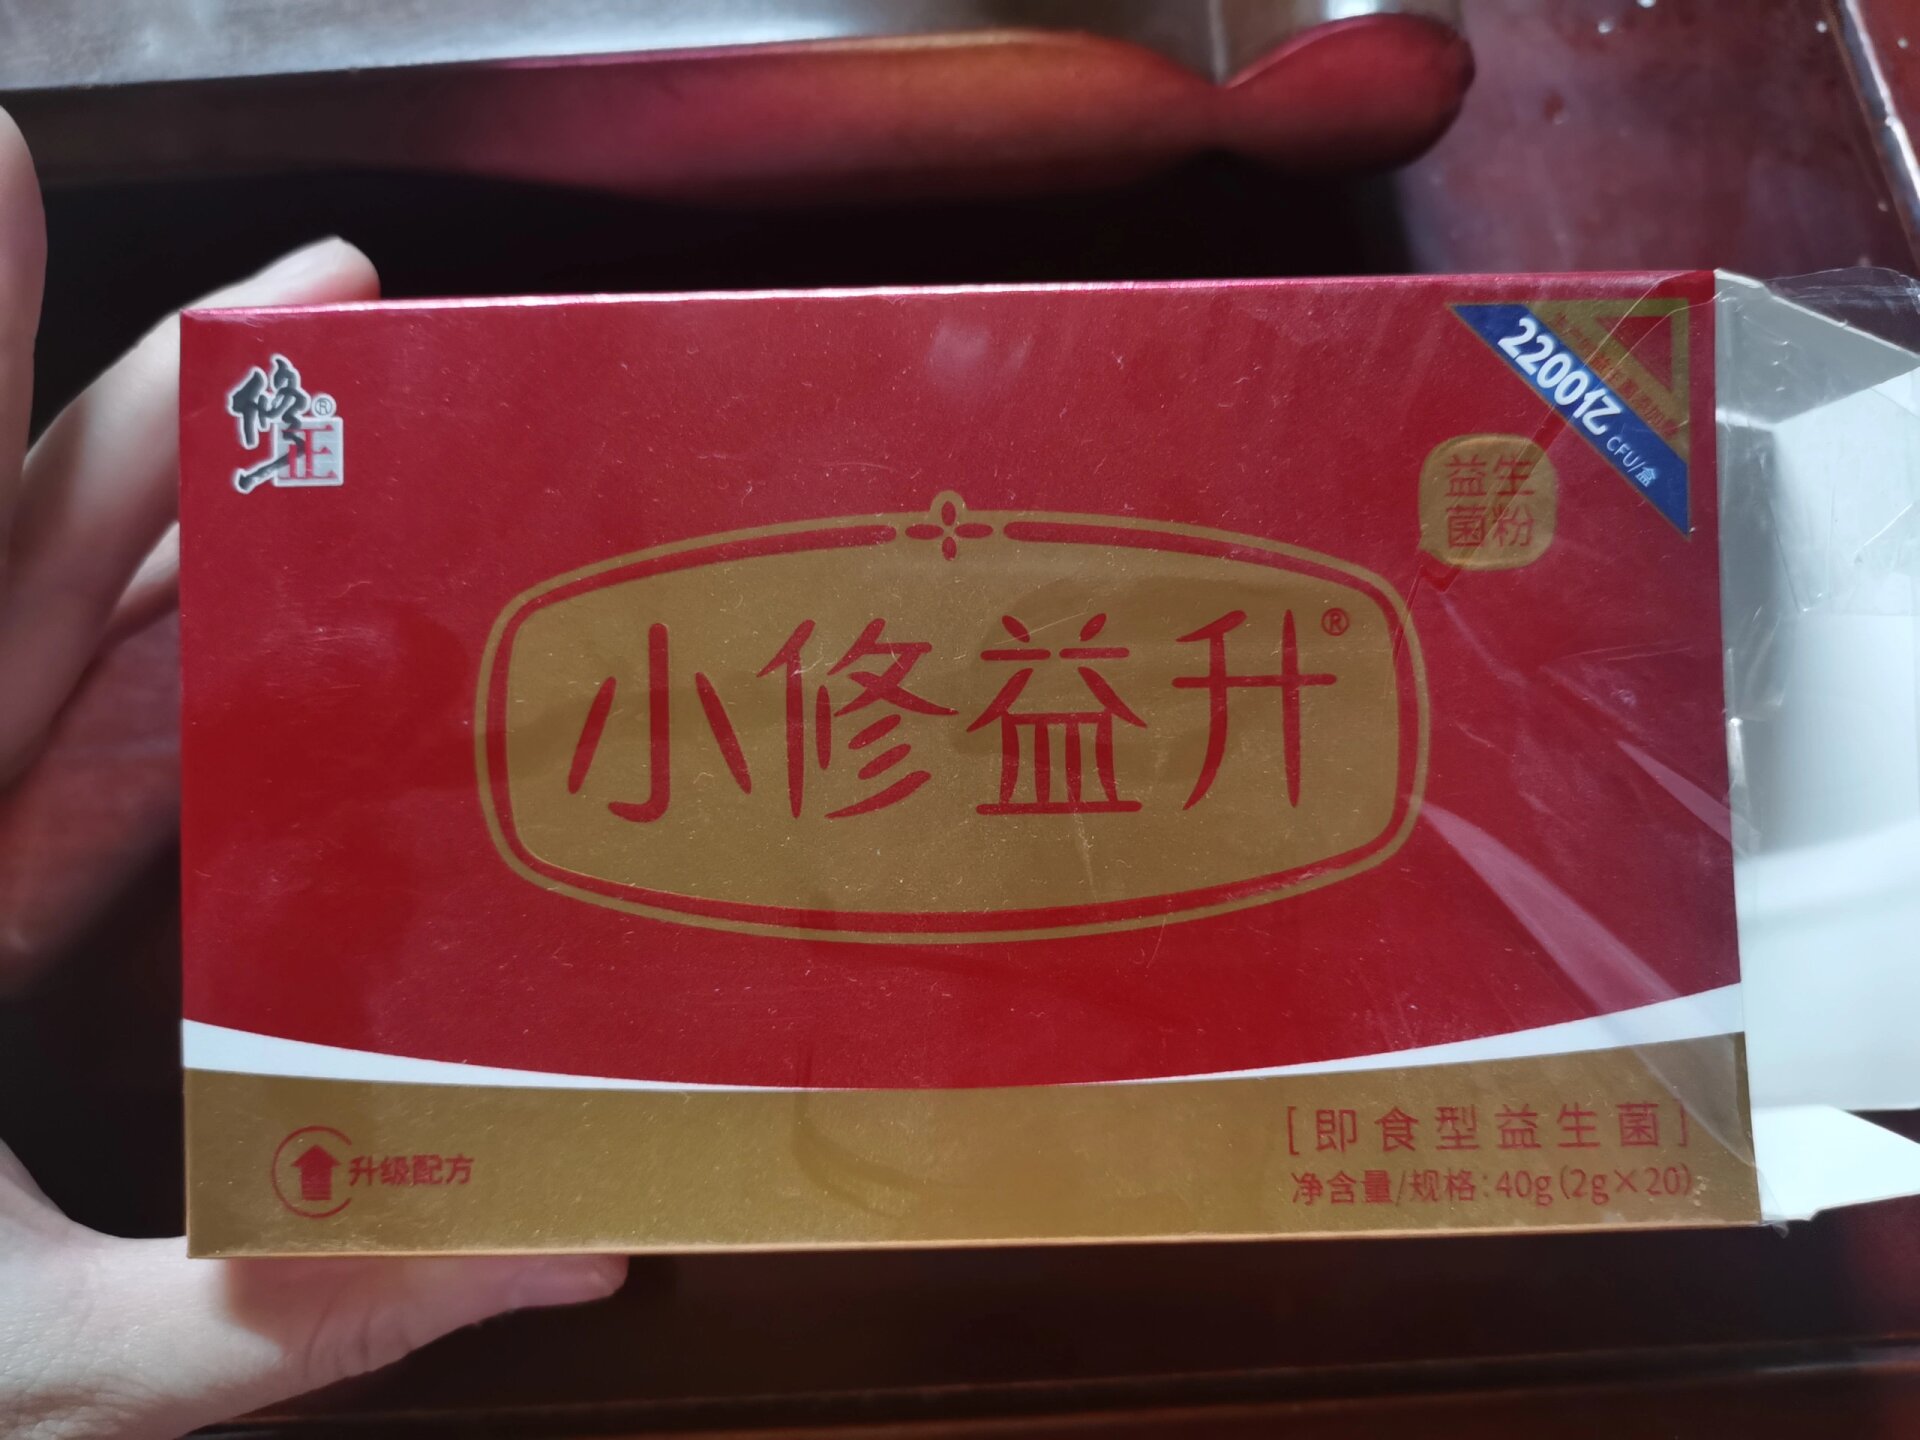 修正®
2200亿 CFU/盒
益生
菌粉
小修益升®
升级配方
[即食型益生菌]
净含量/规格:40g(2g×20)